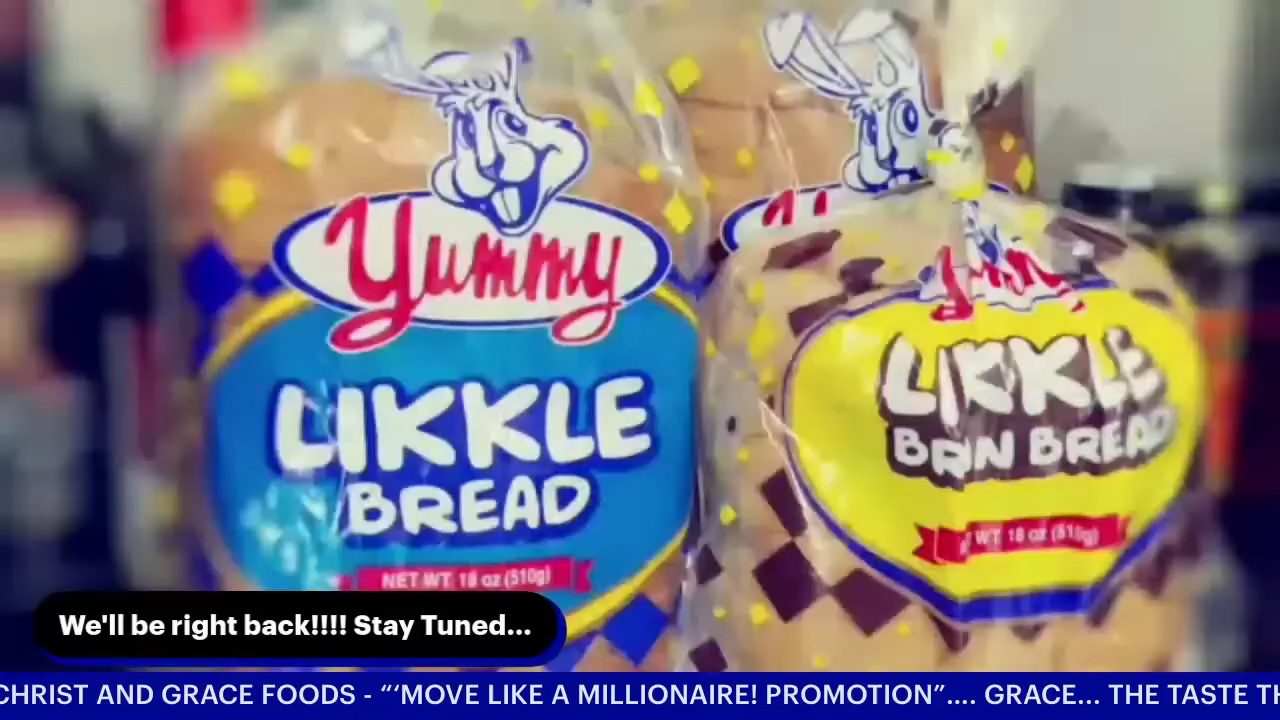 Yummy
LIKKLE
BREAD
NET WT. 18 oz (510g)
LIKKLE
BRN BREAD
WT 18 oz (510g)
We'll be right back!!!! Stay Tuned...
CHRIST AND GRACE FOODS - “‘MOVE LIKE A MILLIONAIRE! PROMOTION”.... GRACE... THE TASTE TH